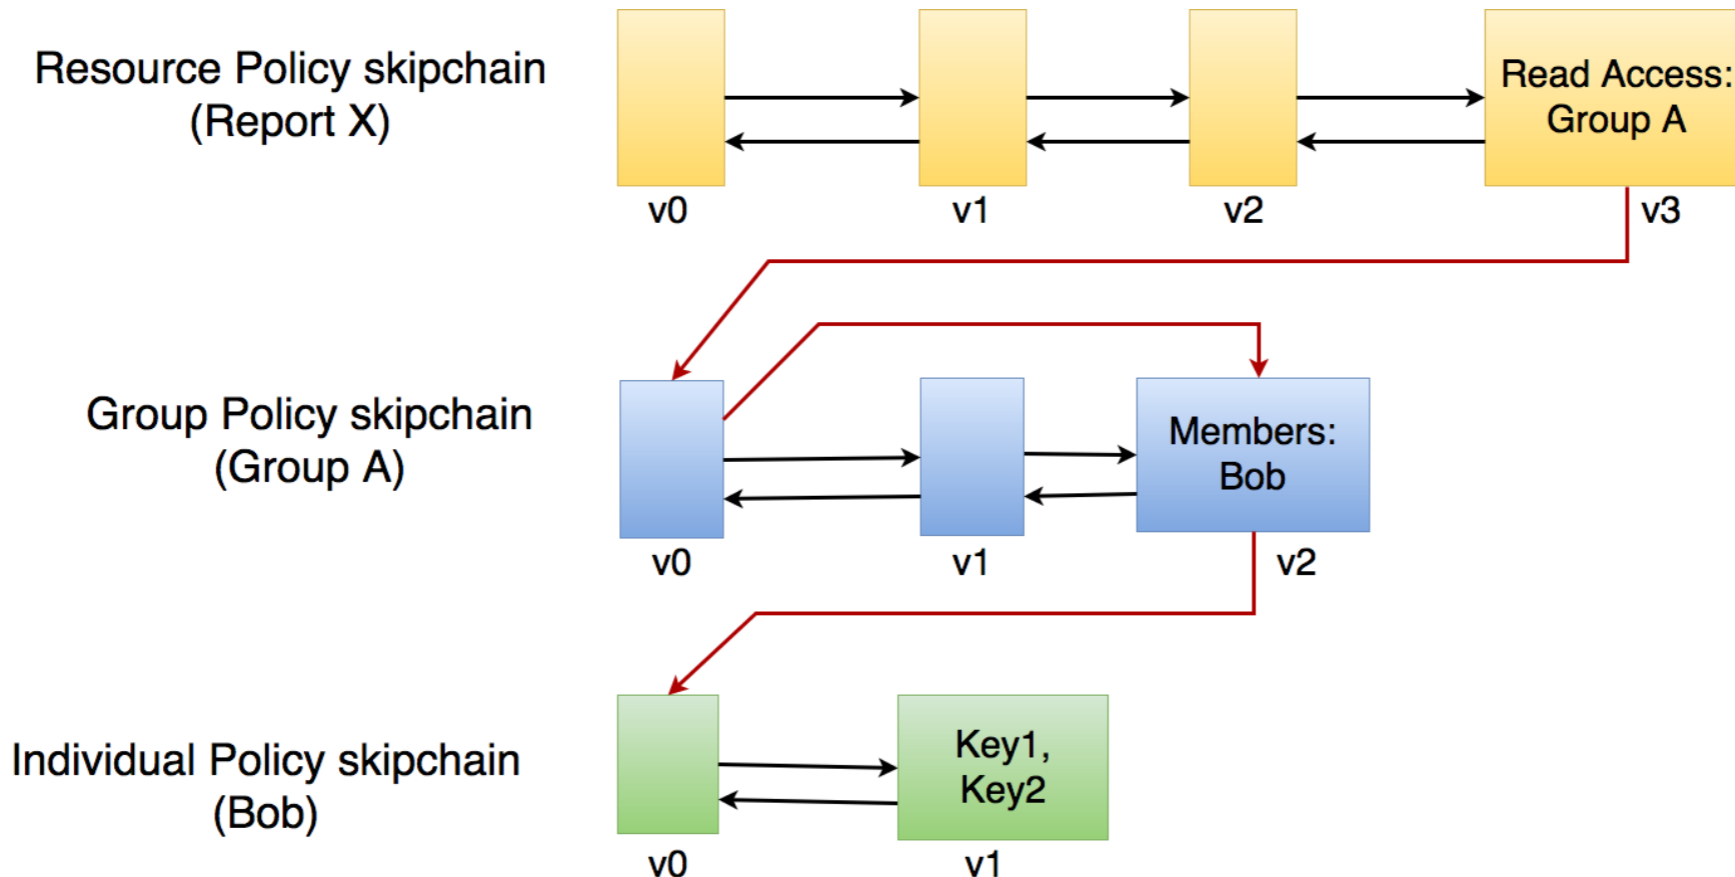 Resource Policy skipchain
(Report X)
Read Access:
Group A
v0
v1
v2
v3
Group Policy skipchain
(Group A)
Members:
Bob
v0
v1
v2
Individual Policy skipchain
(Bob)
Key1,
Key2
v0
v1